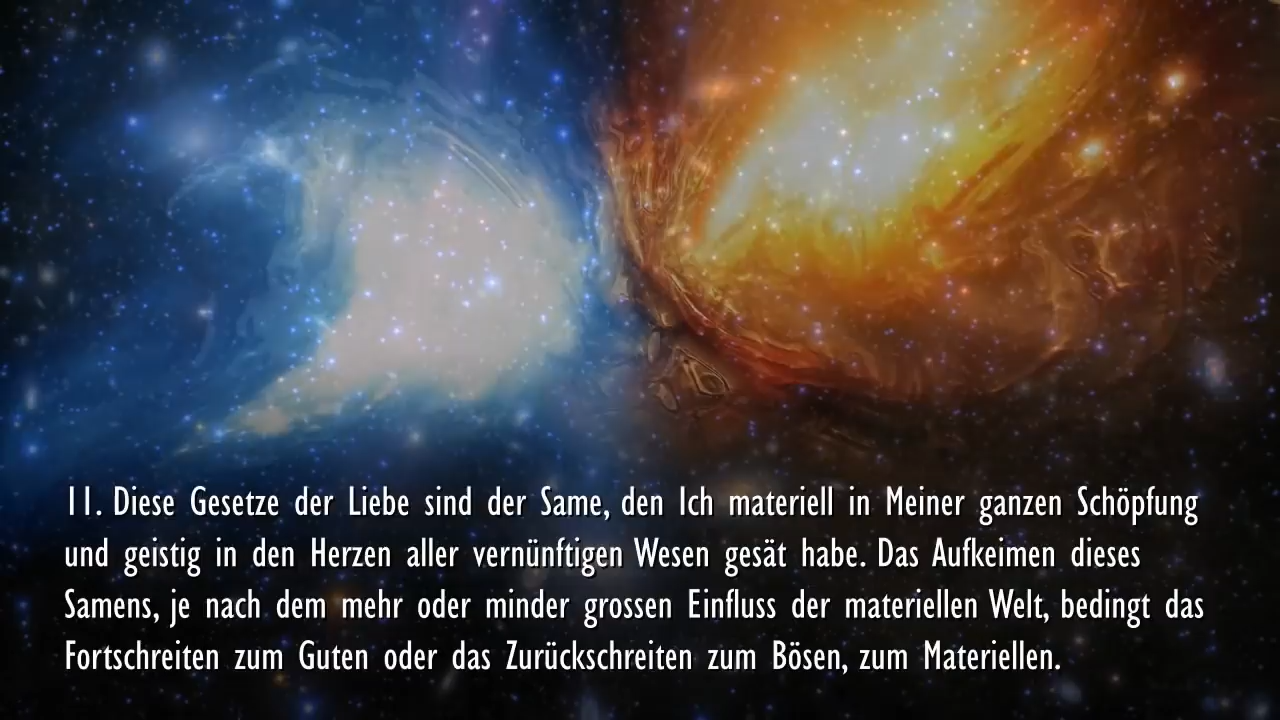 11. Diese Gesetze der Liebe sind der Same, den Ich materiell in Meiner ganzen Schöpfung
und geistig in den Herzen aller vernünftigen Wesen gesät habe. Das Aufkeimen dieses
Samens, je nach dem mehr oder minder grossen Einfluss der materiellen Welt, bedingt das
Fortschreiten zum Guten oder das Zurückschreiten zum Bösen, zum Materiellen.